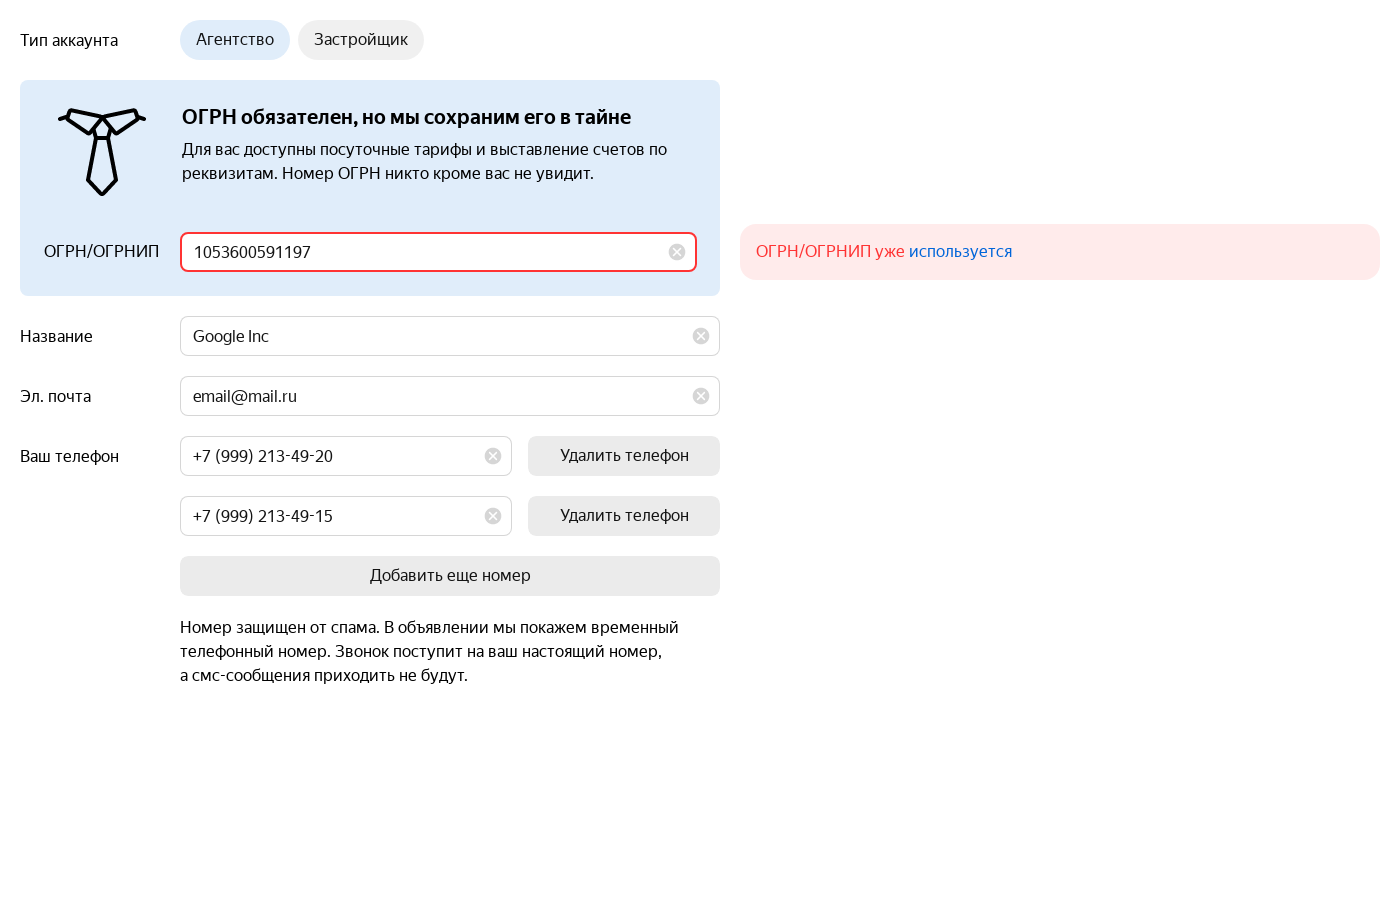 Тип аккаунта
Агентство
Застройщик
ОГРН обязателен, но мы сохраним его в тайне
Для вас доступны посуточные тарифы и выставление счетов по
реквизитам. Номер ОГРН никто кроме вас не увидит.
ОГРН/ОГРНИП
1053600591197
ОГРН/ОГРНИП уже используется
Название
Google Inc
Эл. почта
email@mail.ru
Ваш телефон
+7 (999) 213-49-20
Удалить телефон
+7 (999) 213-49-15
Удалить телефон
Добавить еще номер
Номер защищен от спама. В объявлении мы покажем временный
телефонный номер. Звонок поступит на ваш настоящий номер,
а смс-сообщения приходить не будут.